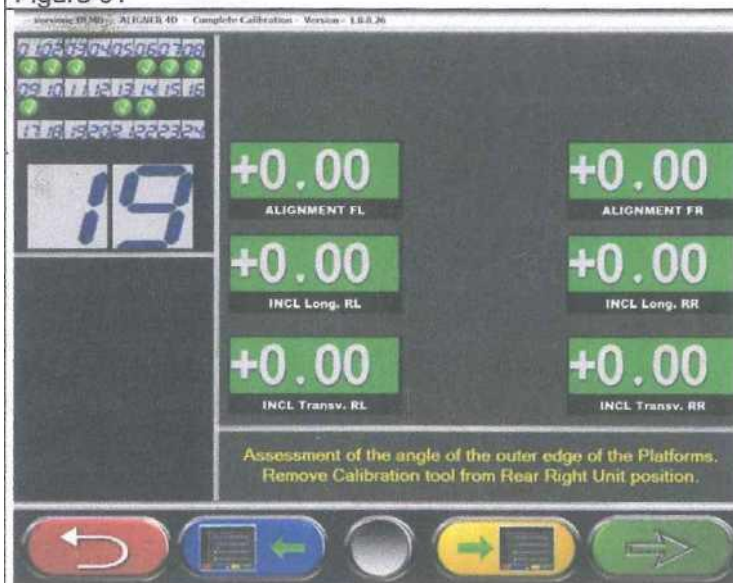 Versione DEMO - ALIGNER 4D - Complete Calibration - Version - 1.0.0.26
01 02 03 04 05 06 07 08
09 10 11 12 13 14 15 16
17 18 19 20 21 22 23 24
19
+0.00 +0.00
ALIGNMENT FL ALIGNMENT FR
+0.00 +0.00
INCL Long. RL INCL Long. RR
+0.00 +0.00
INCL Transv. RL INCL Transv. RR
Assessment of the angle of the outer edge of the Platforms.
Remove Calibration tool from Rear Right Unit position.